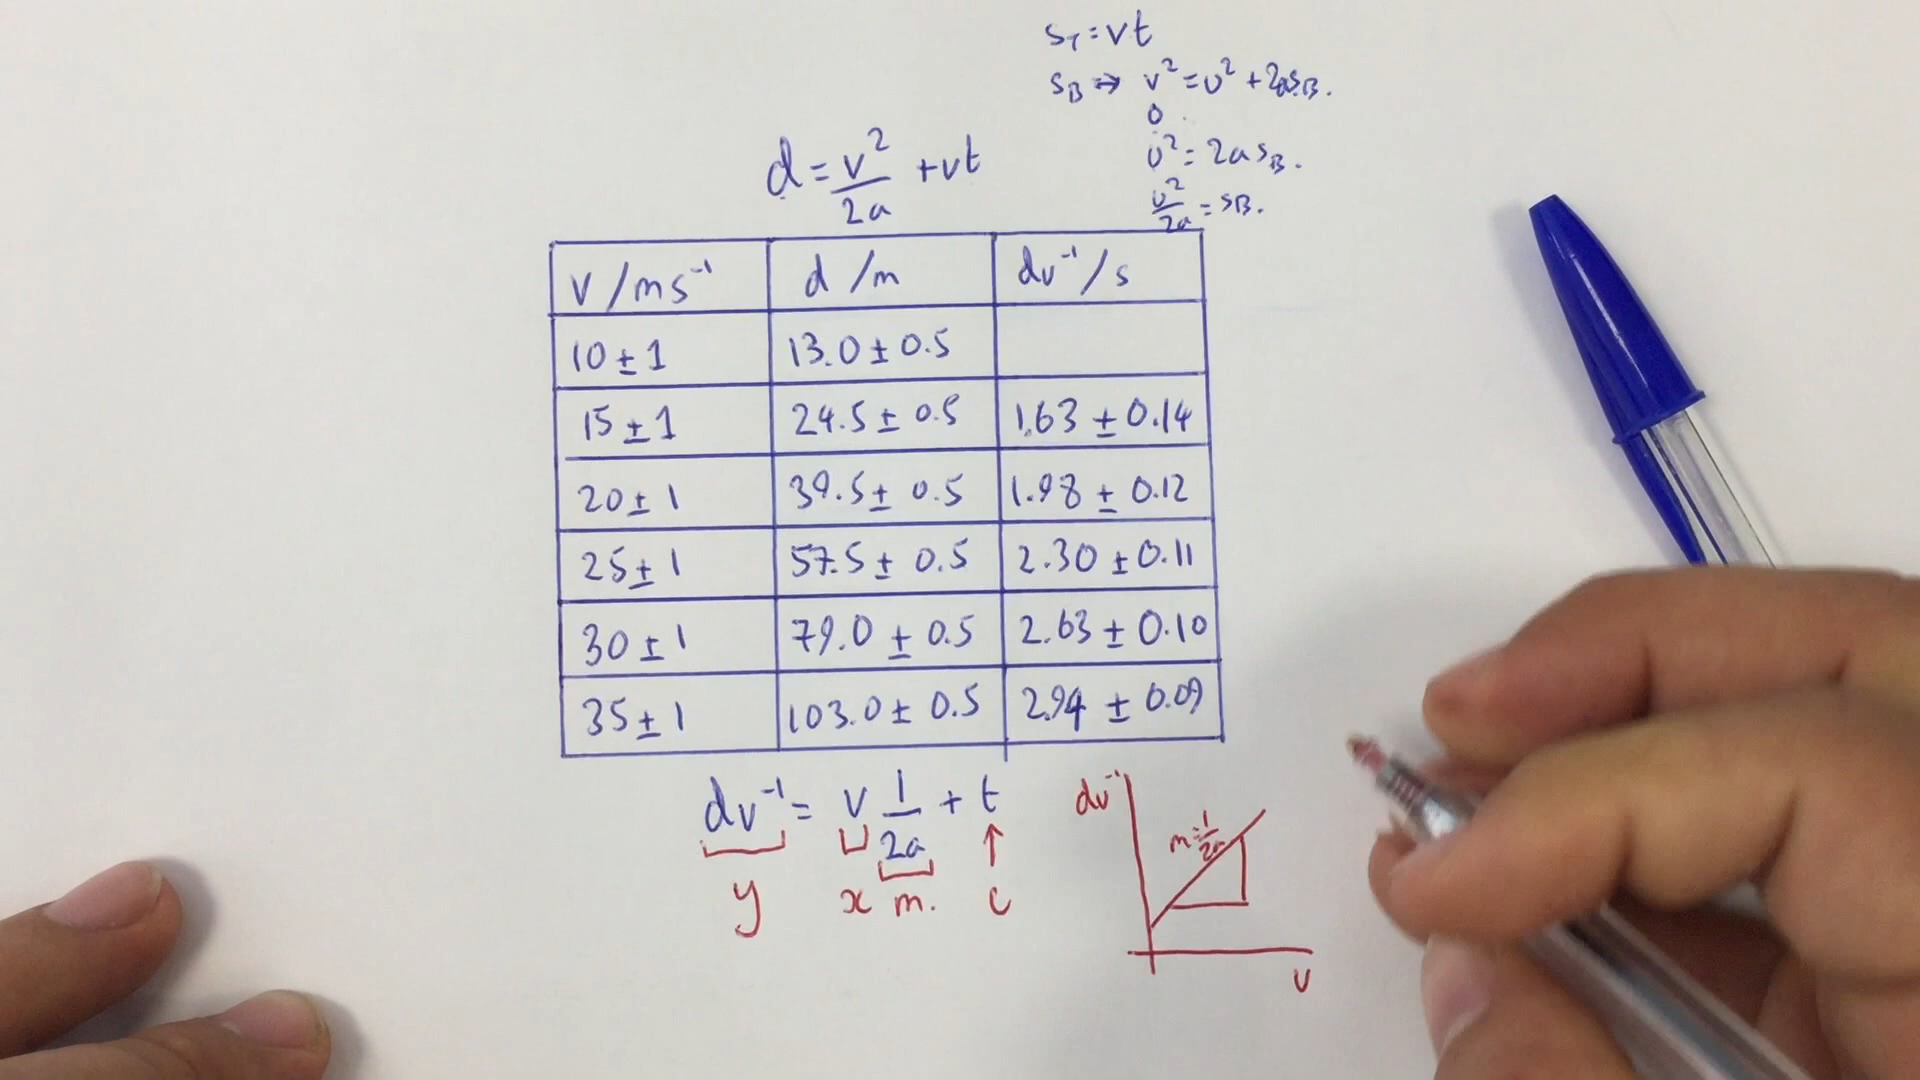 s_T = vt
s_B ⇒ v² = u² + 2as_B.
0
u² = 2as_B.
u²/2a = s_B.
d = v²/2a + vt
v /ms⁻¹ d /m dv⁻¹/s
10 ± 1 13.0 ± 0.5
15 ± 1 24.5 ± 0.5 1.63 ± 0.14
20 ± 1 39.5 ± 0.5 1.98 ± 0.12
25 ± 1 57.5 ± 0.5 2.30 ± 0.11
30 ± 1 79.0 ± 0.5 2.63 ± 0.10
35 ± 1 103.0 ± 0.5 2.94 ± 0.09
dv⁻¹ = v 1/2a + t
y x m. c
dv⁻¹
m = 1/2a
v